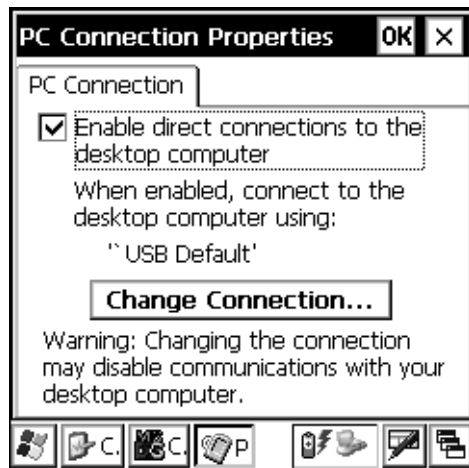 PC Connection Properties OK ×
PC Connection
Enable direct connections to the
desktop computer
When enabled, connect to the
desktop computer using:
'`USB Default'
Change Connection...
Warning: Changing the connection
may disable communications with your
desktop computer.
C. C. P